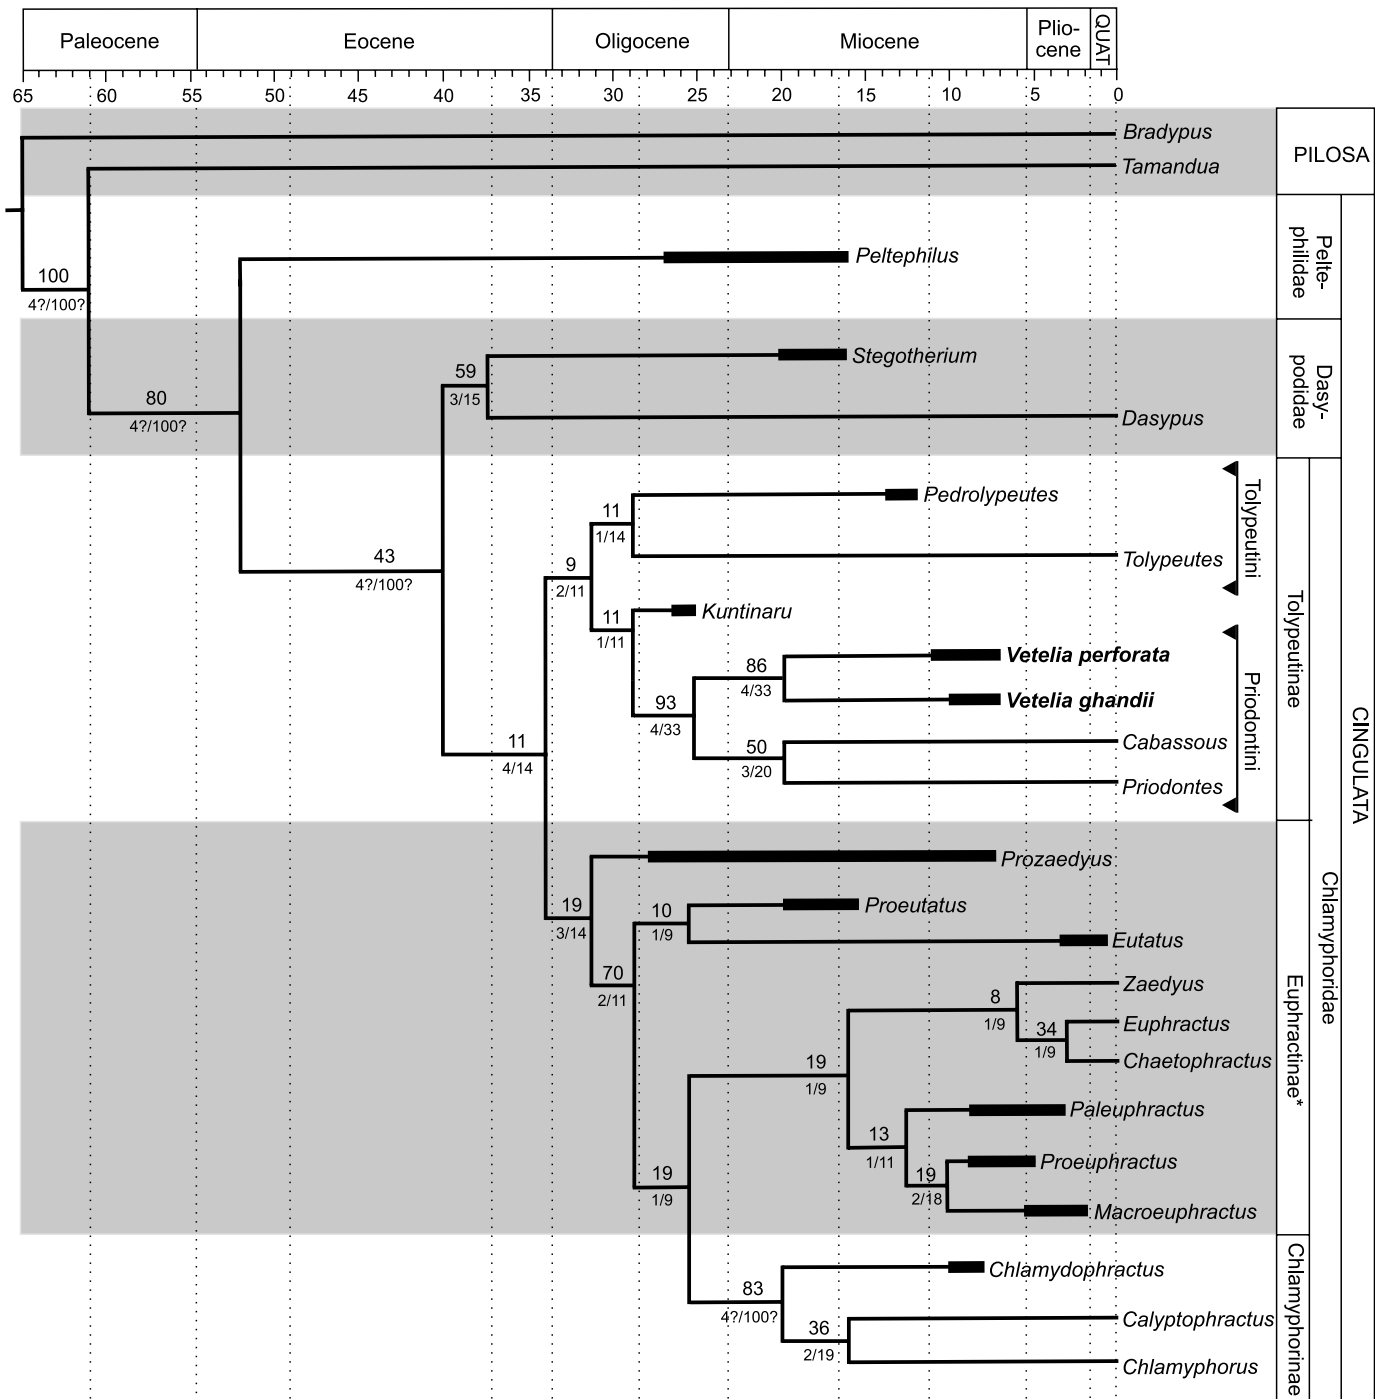 Paleocene
Eocene
Oligocene
Miocene
Plio-
cene
QUAT
65 60 55 50 45 40 35 30 25 20 15 10 5 0
Bradypus
Tamandua
PILOSA
100
4?/100?
Peltephilus
Pelte-
philidae
80
4?/100?
Stegotherium
59
3/15
Dasypus
Dasy-
podidae
43
4?/100?
Pedrolypeutes
11
1/14
Tolypeutes
Tolypeutini
9
2/11
Kuntinaru
11
1/11
Vetelia perforata
86
4/33
Vetelia ghandii
93
4/33
Cabassous
50
3/20
Priodontes
Priodontini
Tolypeutinae
11
4/14
CINGULATA
Prozaedyus
19
3/14
Proeutatus
10
1/9
Eutatus
70
2/11
Zaedyus
8
1/9
Euphractus
34
1/9
Chaetophractus
19
1/9
Paleuphractus
13
1/11
Proeuphractus
19
2/18
Macroeuphractus
19
1/9
Euphractinae*
Chlamyphoridae
Chlamydophractus
83
4?/100?
Calyptophractus
36
2/19
Chlamyphorus
Chlamyphorinae